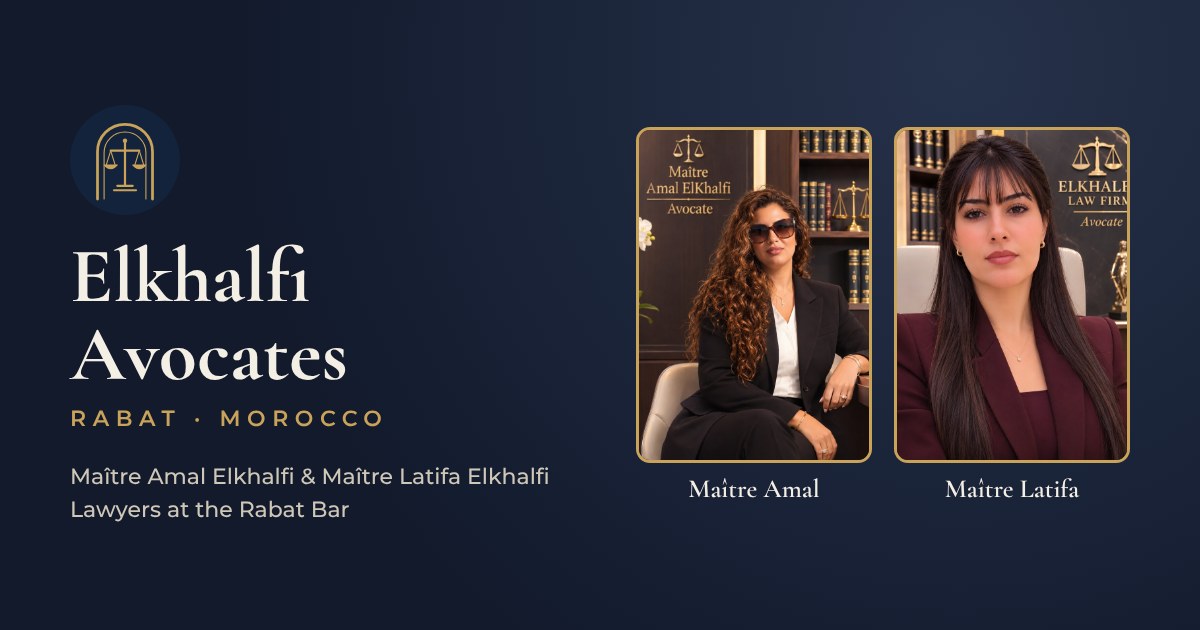 Elkhalfi
Avocates
RABAT · MOROCCO
Maître Amal Elkhalfi & Maître Latifa Elkhalfi
Lawyers at the Rabat Bar
Maître
Amal ElKhalfi
Avocate
ELKHALF
LAW FIRM
Avocate
Maître Amal
Maître Latifa